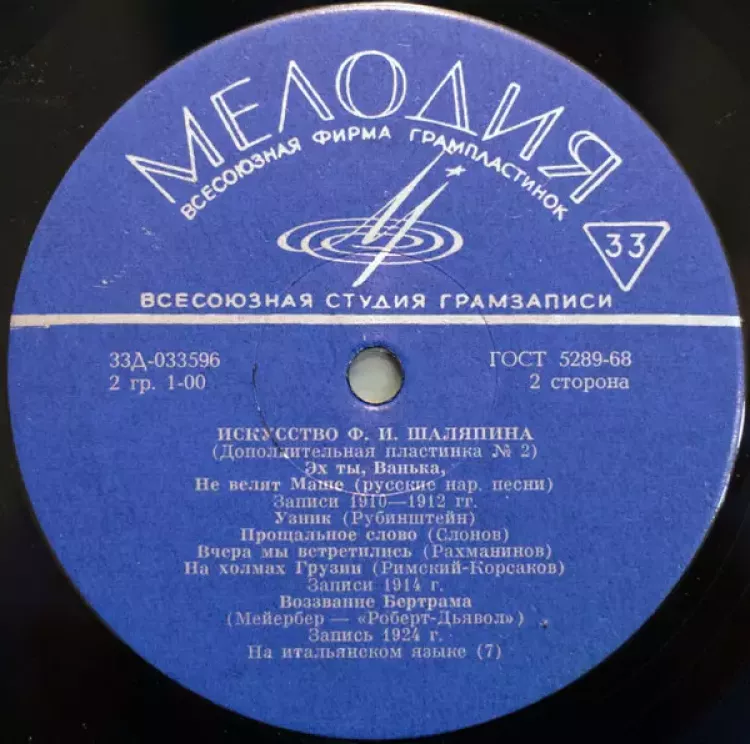 МЕЛОДИЯ
ВСЕСОЮЗНАЯ ФИРМА ГРАМПЛАСТИНОК
33
ВСЕСОЮЗНАЯ СТУДИЯ ГРАМЗАПИСИ
33Д-033596
ГОСТ 5289-68
2 гр. 1-00
2 сторона
ИСКУССТВО Ф. И. ШАЛЯПИНА
(Дополнительная пластинка № 2)
Эх ты, Ванька,
Не велят Маше (русские нар. песни)
Записи 1910—1912 гг.
Узник (Рубинштейн)
Прощальное слово (Слонов)
Вчера мы встретились (Рахманинов)
На холмах Грузии (Римский-Корсаков)
Записи 1914 г.
Воззвание Бертрама
(Мейербер — «Роберт-Дьявол»)
Запись 1924 г.
На итальянском языке (7)